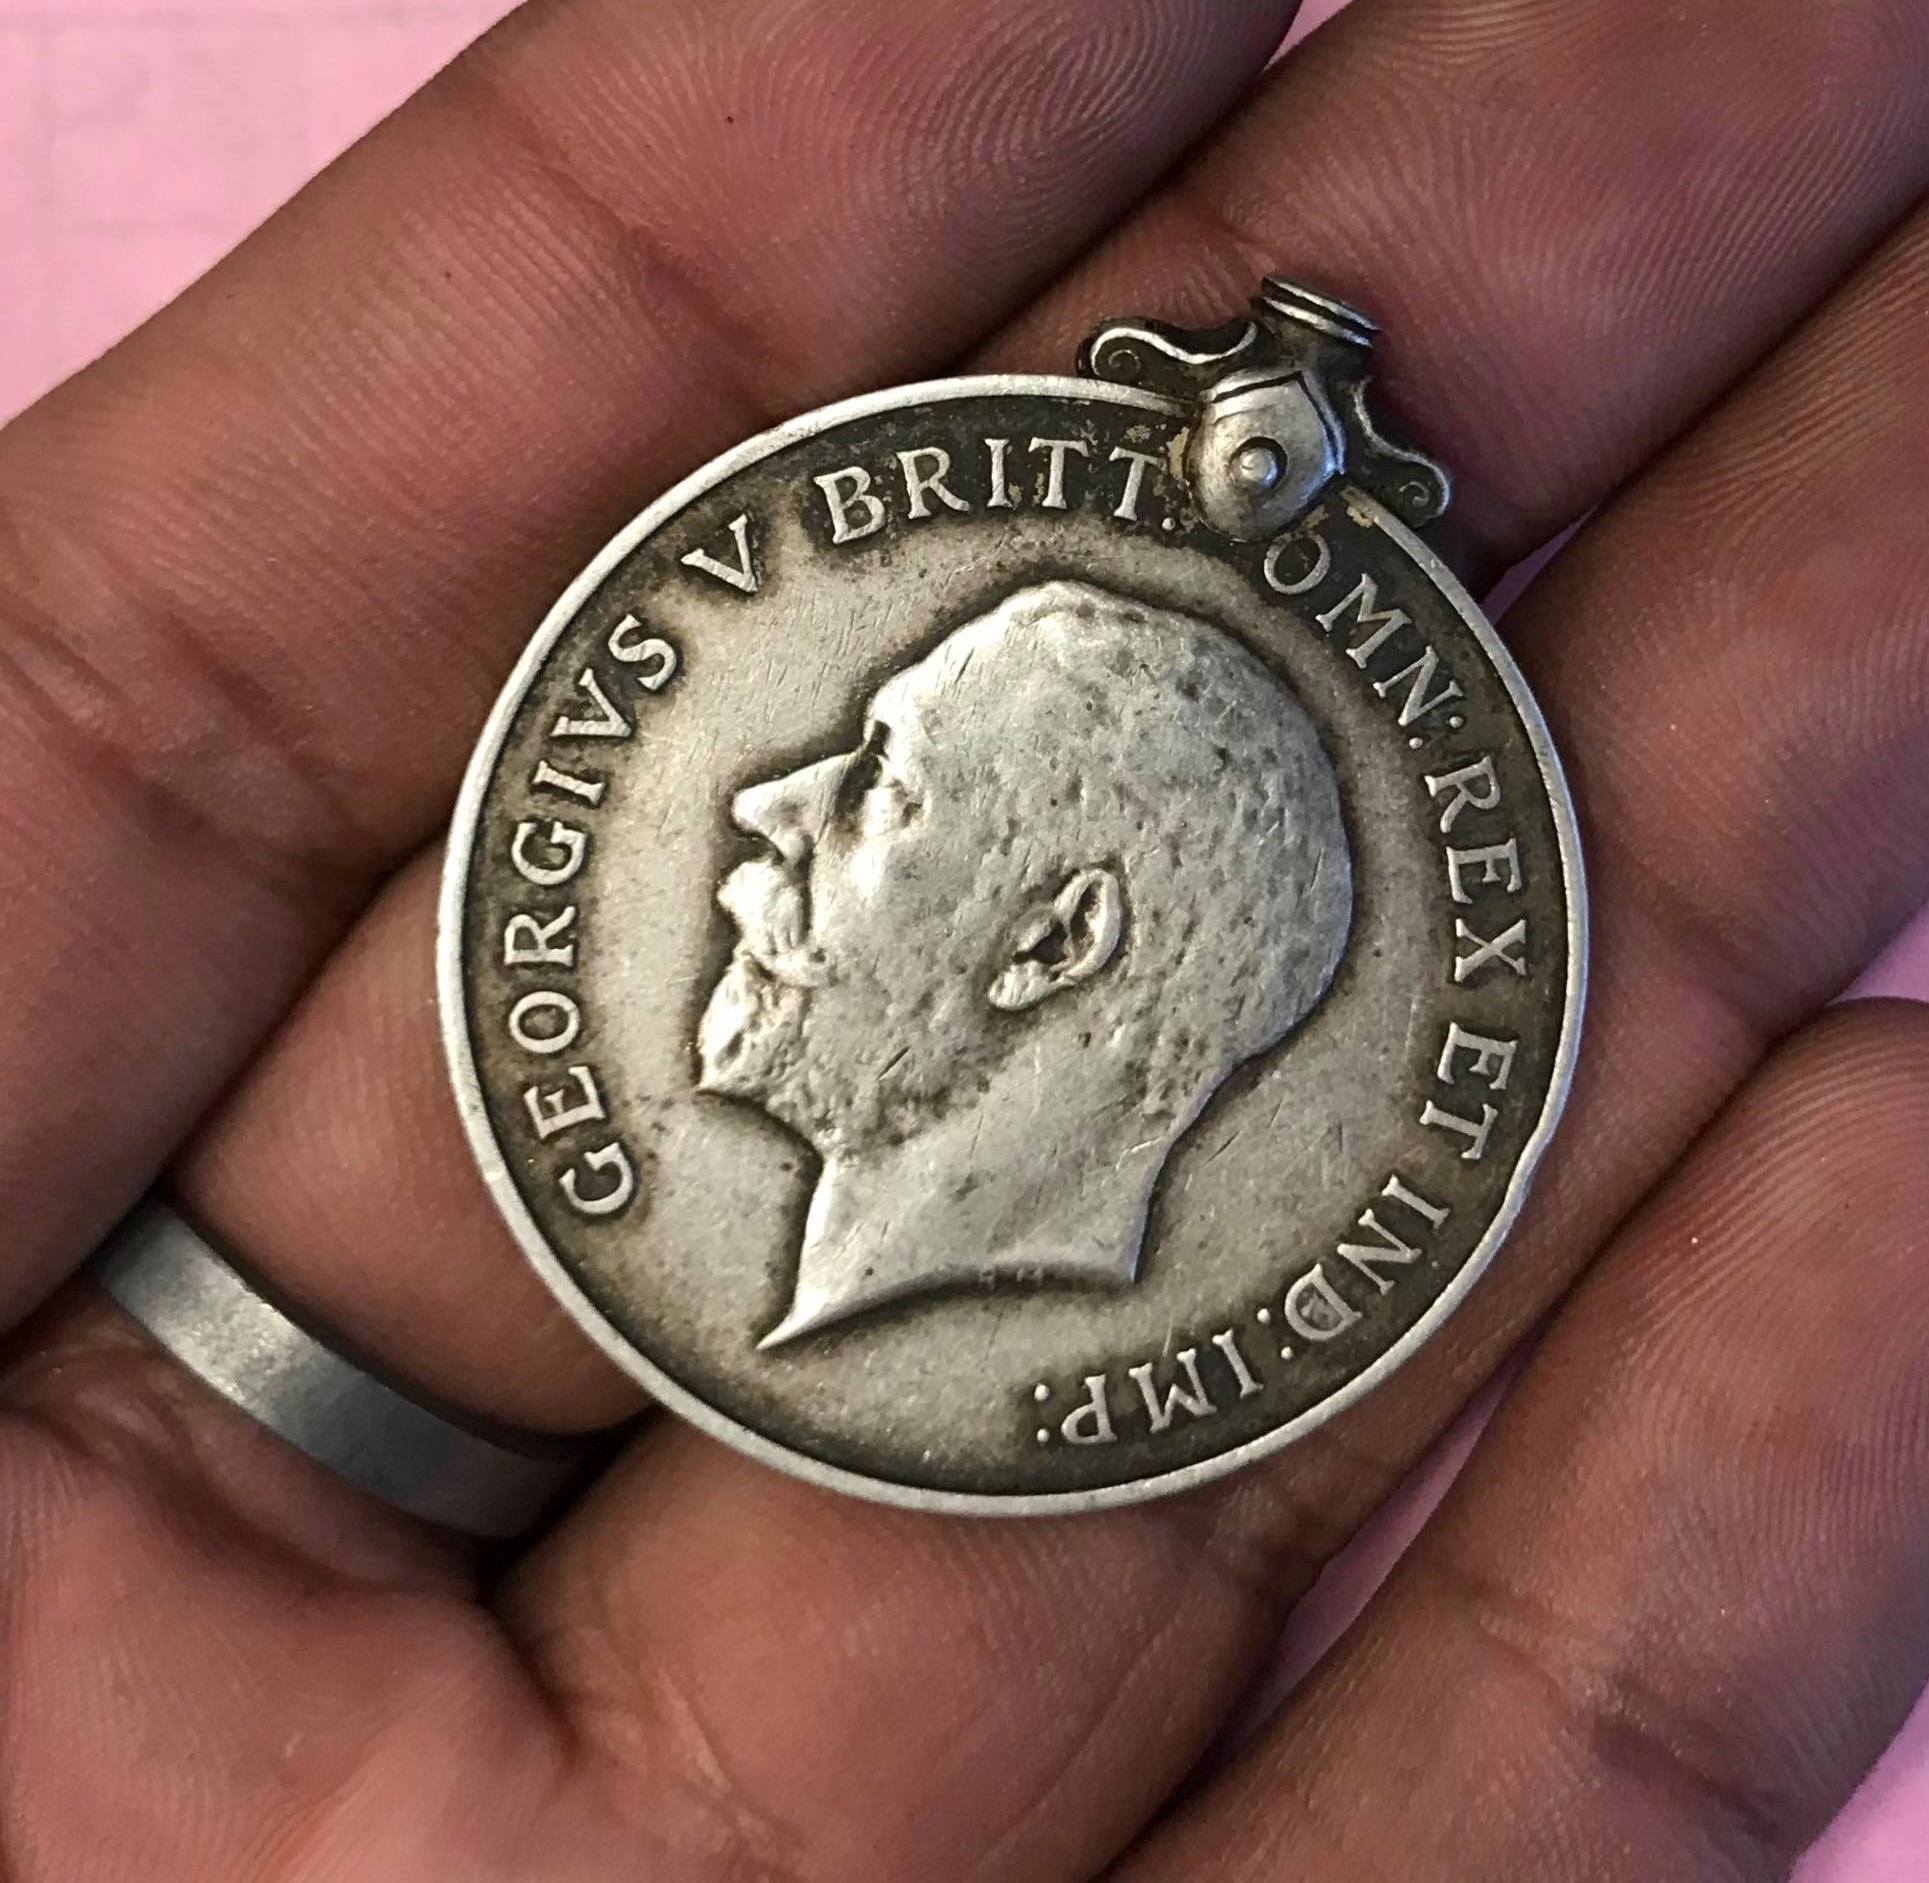 GEORGIVS V BRITT: OMN: REX ET IND: IMP: